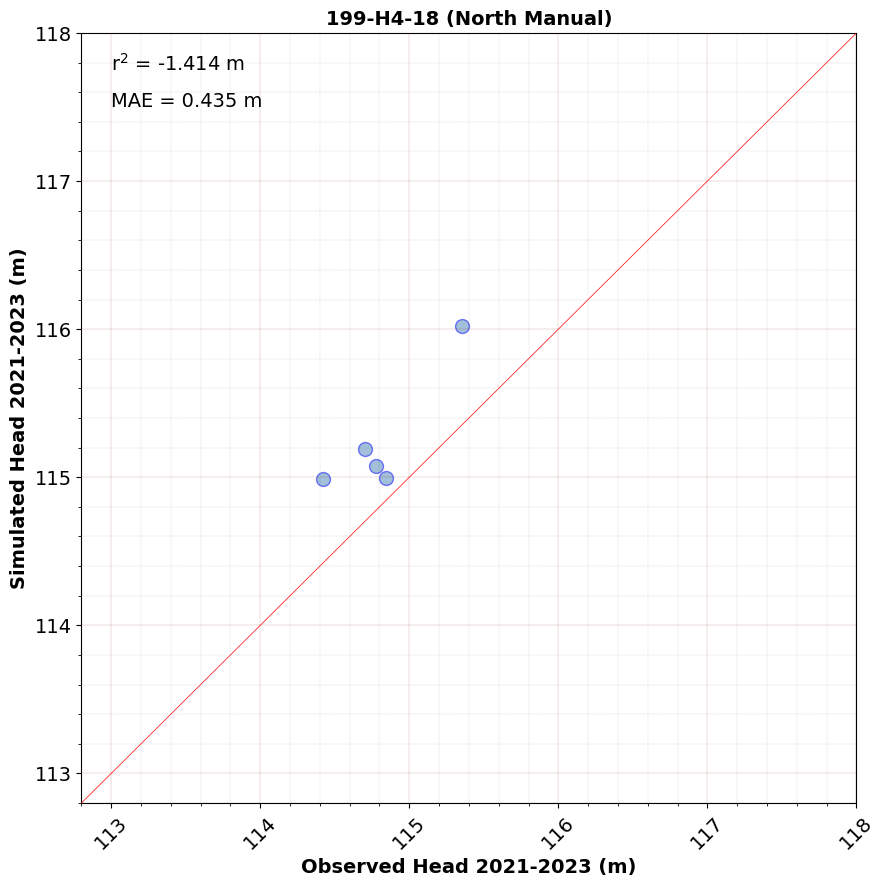 199-H4-18 (North Manual)
r² = -1.414 m
MAE = 0.435 m
Simulated Head 2021-2023 (m)
118
117
116
115
114
113
113
114
115
116
117
118
Observed Head 2021-2023 (m)